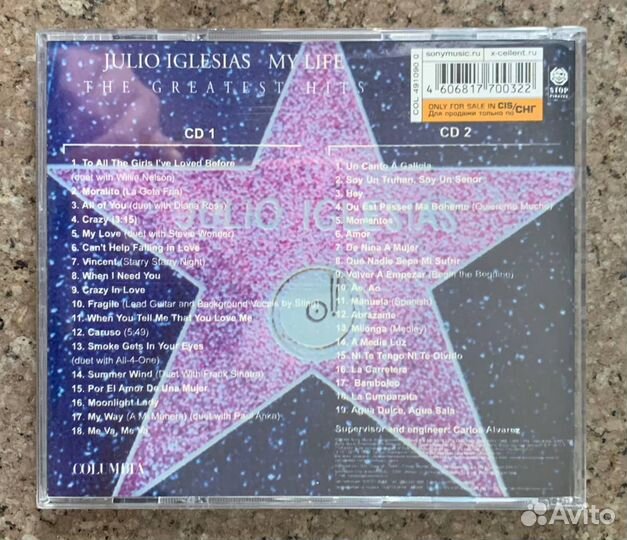 JULIO IGLESIAS MY LIFE
THE GREATEST HITS
COL 491090 0
sonymusic.ru x-cellent.ru
4 606817 700322
ONLY FOR SALE IN CIS/СНГ
Для продажи только по
STOP
CD 1
1. To All The Girls I've Loved Before
(duet with Willie Nelson)
2. Moralito (La Gota Fria)
3. All of You (duet with Diana Ross)
4. Crazy (3:15)
5. My Love (duet with Stevie Wonder)
6. Can't Help Falling in Love
7. Vincent (Starry Starry Night)
8. When I Need You
9. Crazy In Love
10. Fragile (Lead Guitar and Background Vocals by Sting)
11. When You Tell Me That You Love Me
12. Caruso (5;49)
13. Smoke Gets In Your Eyes
(duet with All-4-One)
14. Summer Wind (Duet With Frank Sinatra)
15. Por El Amor De Una Mujer
16. Moonlight Lady
17. My Way (A Mi Manera) (duet with Paul Anka)
18. Me Va, Me Va
CD 2
1. Un Canto A Galicia
2. Soy Un Truhan, Soy Un Senor
3. Hey
4. Ou Est Passee Ma Boheme (Quiereme Mucho)
5. Momentos
6. Amor
7. De Nina A Mujer
8. Que Nadie Sepa Mi Sufrir
9. Volver A Empezar (Begin the Beguine)
10. Ae, Ao
11. Manuela (Spanish)
12. Abrazame
13. Milonga (Medley)
14. A Media Luz
15. Ni Te Tengo Ni Te Olvido
16. La Carretera
17. Bamboleo
18. La Cumparsita
19. Agua Dulce, Agua Sala
Supervisor and engineer: Carlos Alvarez
JULIO IGLESIAS
COLUMBIA
Avito